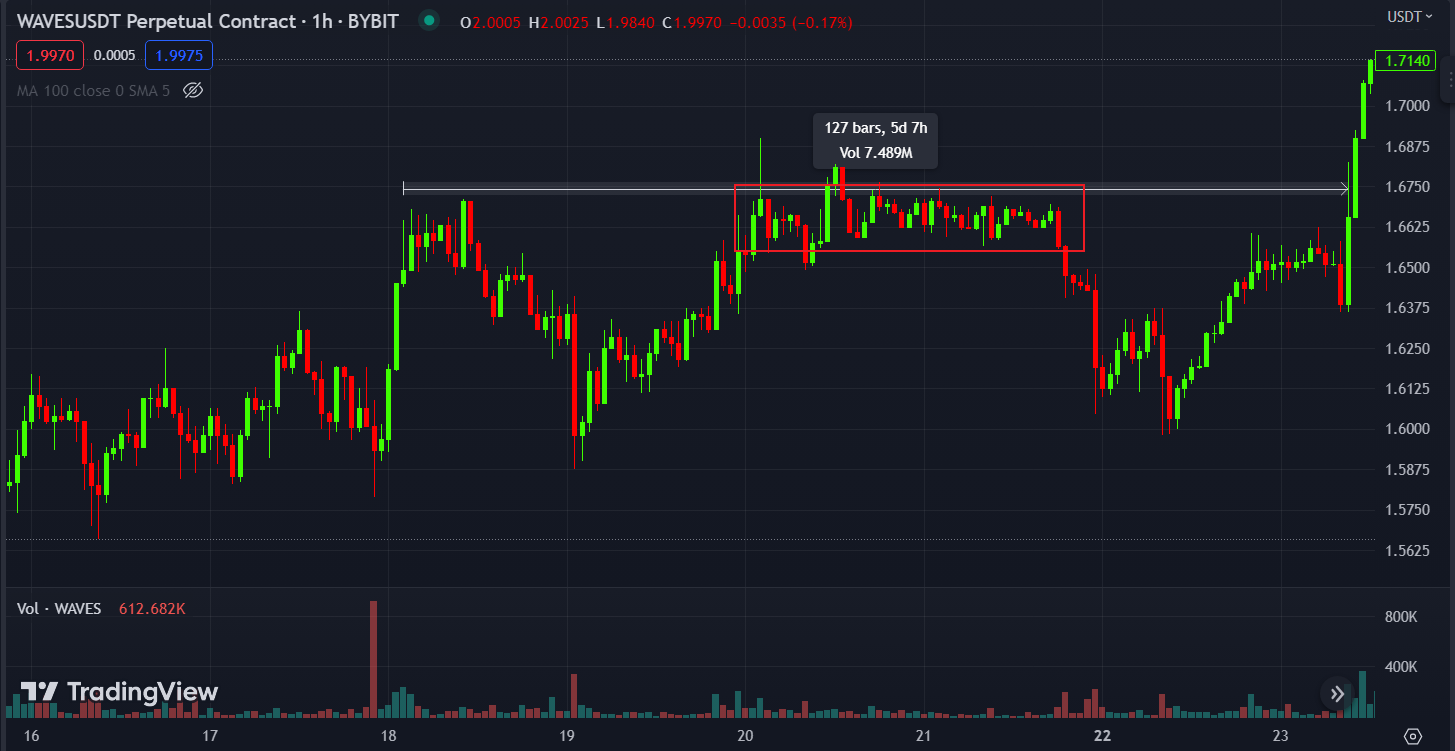 WAVESUSDT Perpetual Contract · 1h · BYBIT O2.0005 H2.0025 L1.9840 C1.9970 −0.0035 (−0.17%)
USDT
1.9970 0.0005 1.9975
MA 100 close 0 SMA 5
1.7140
1.7000
127 bars, 5d 7h
Vol 7.489M
1.6875
1.6750
1.6625
1.6500
1.6375
1.6250
1.6125
1.6000
1.5875
1.5750
1.5625
Vol · WAVES 612.682K
800K
400K
TradingView
16 17 18 19 20 21 22 23